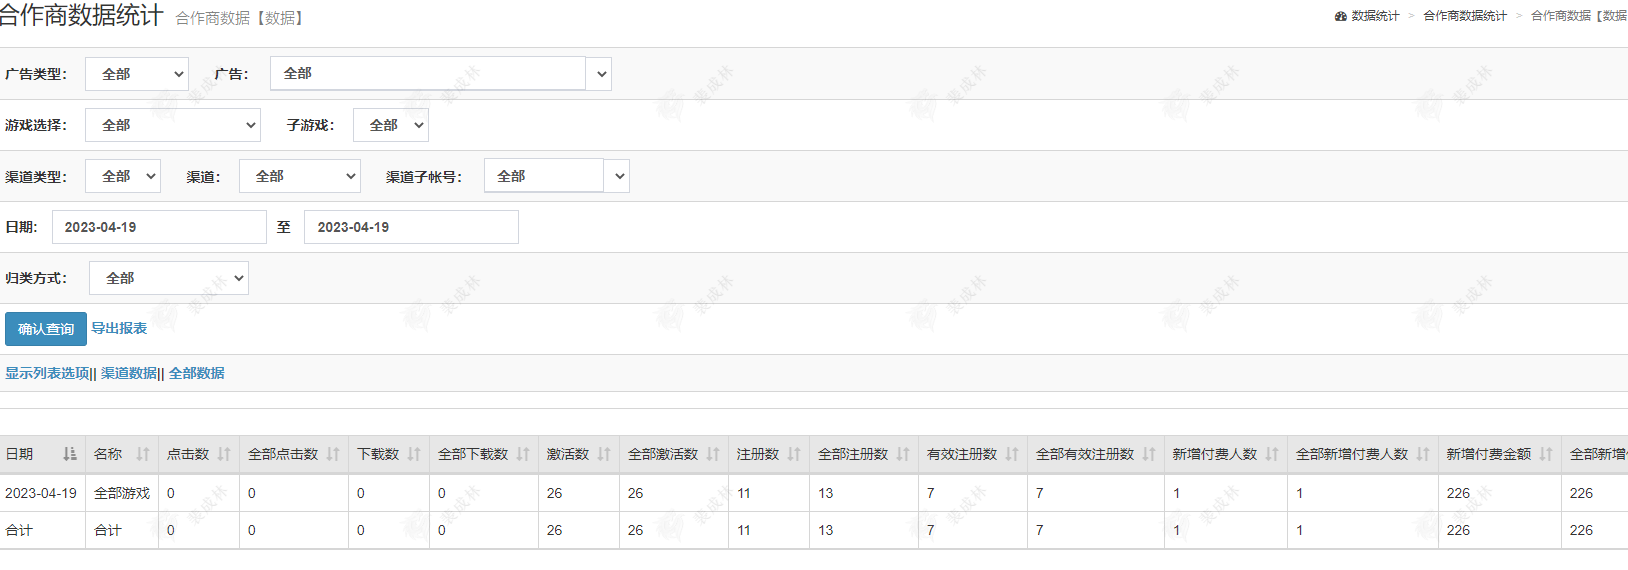 合作商数据统计 合作商数据【数据】
数据统计 > 合作商数据统计 > 合作商数据【数据
广告类型： 全部 广告： 全部
游戏选择： 全部 子游戏： 全部
渠道类型： 全部 渠道： 全部 渠道子帐号： 全部
日期: 2023-04-19 至 2023-04-19
归类方式： 全部
确认查询 导出报表
显示列表选项|| 渠道数据|| 全部数据
日期 名称 点击数 全部点击数 下载数 全部下载数 激活数 全部激活数 注册数 全部注册数 有效注册数 全部有效注册数 新增付费人数 全部新增付费人数 新增付费金额 全部新增
2023-04-19 全部游戏 0 0 0 0 26 26 11 13 7 7 1 1 226 226
合计 合计 0 0 0 0 26 26 11 13 7 7 1 1 226 226